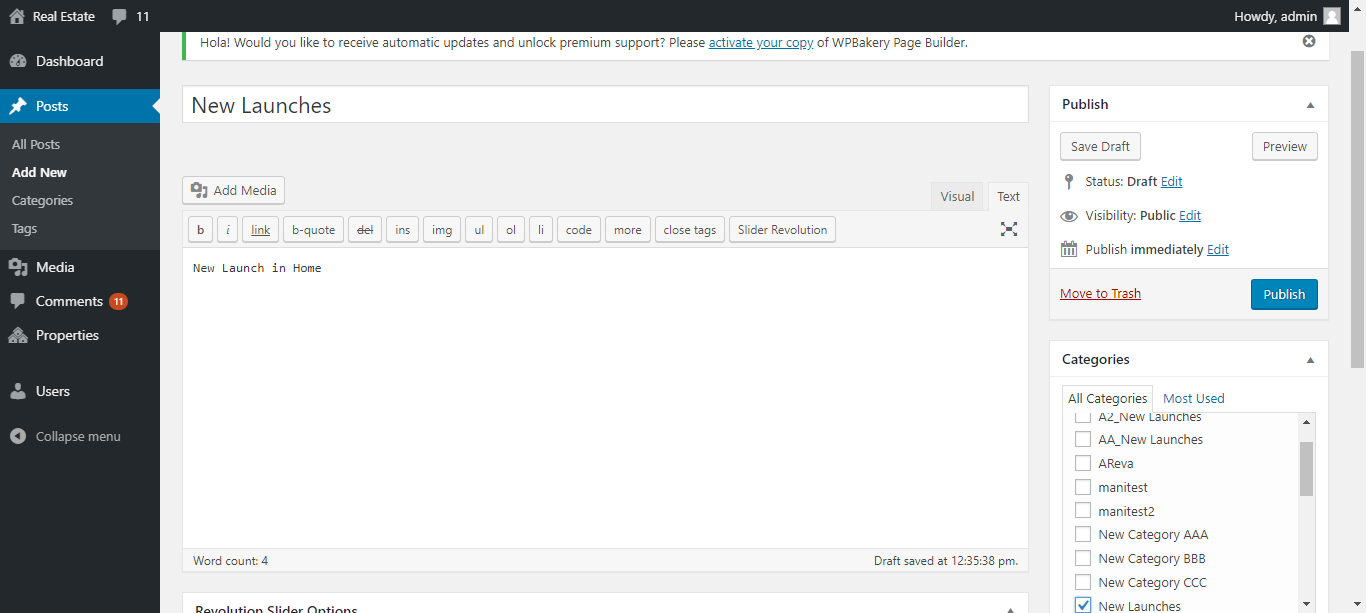 Real Estate 11 Howdy, admin
Hola! Would you like to receive automatic updates and unlock premium support? Please activate your copy of WPBakery Page Builder.
Dashboard
Posts
All Posts
Add New
Categories
Tags
Media
Comments 11
Properties
Users
Collapse menu
New Launches
Add Media
Visual Text
b i link b-quote del ins img ul ol li code more close tags Slider Revolution
New Launch in Home
Word count: 4 Draft saved at 12:35:38 pm.
Revolution Slider Options
Publish
Save Draft Preview
Status: Draft Edit
Visibility: Public Edit
Publish immediately Edit
Move to Trash Publish
Categories
All Categories Most Used
A2_New Launches
AA_New Launches
AReva
manitest
manitest2
New Category AAA
New Category BBB
New Category CCC
New Launches